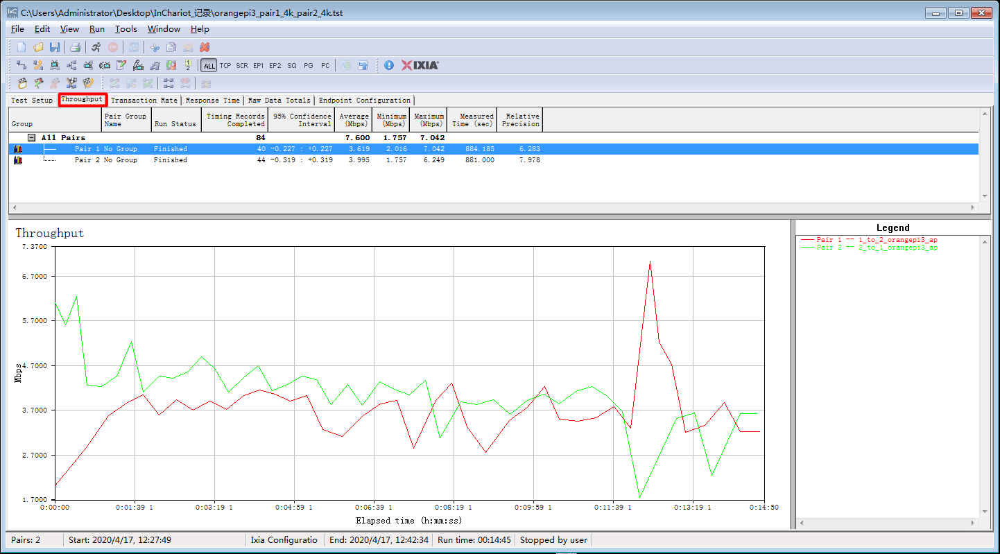 C:\Users\Administrator\Desktop\InChariot_记录\orangepi3_pair1_4k_pair2_4k.tst
File Edit View Run Tools Window Help
ALL TCP SCR EP1 EP2 SQ PG PC IXIA
Test Setup Throughput Transaction Rate Response Time Raw Data Totals Endpoint Configuration
Group Pair Group Name Run Status Timing Records Completed 95% Confidence Interval Average (Mbps) Minimum (Mbps) Maximum (Mbps) Measured Time (sec) Relative Precision
All Pairs 84 7.600 1.757 7.042
Pair 1 No Group Finished 40 -0.227 : +0.227 3.619 2.016 7.042 884.185 6.283
Pair 2 No Group Finished 44 -0.319 : +0.319 3.995 1.757 6.249 881.000 7.978
Throughput
7.3700
6.7000
5.7000
4.7000
3.7000
2.7000
1.7000
Mbps
0:00:00 0:01:39 1 0:03:19 1 0:04:59 1 0:06:39 1 0:08:19 1 0:09:59 1 0:11:39 1 0:13:19 1 0:14:50
Elapsed time (h:mm:ss)
Legend
Pair 1 -- 1_to_2_orangepi3_ap
Pair 2 -- 2_to_1_orangepi3_ap
Pairs: 2 Start: 2020/4/17, 12:27:49 Ixia Configuratio End: 2020/4/17, 12:42:34 Run time: 00:14:45 Stopped by user